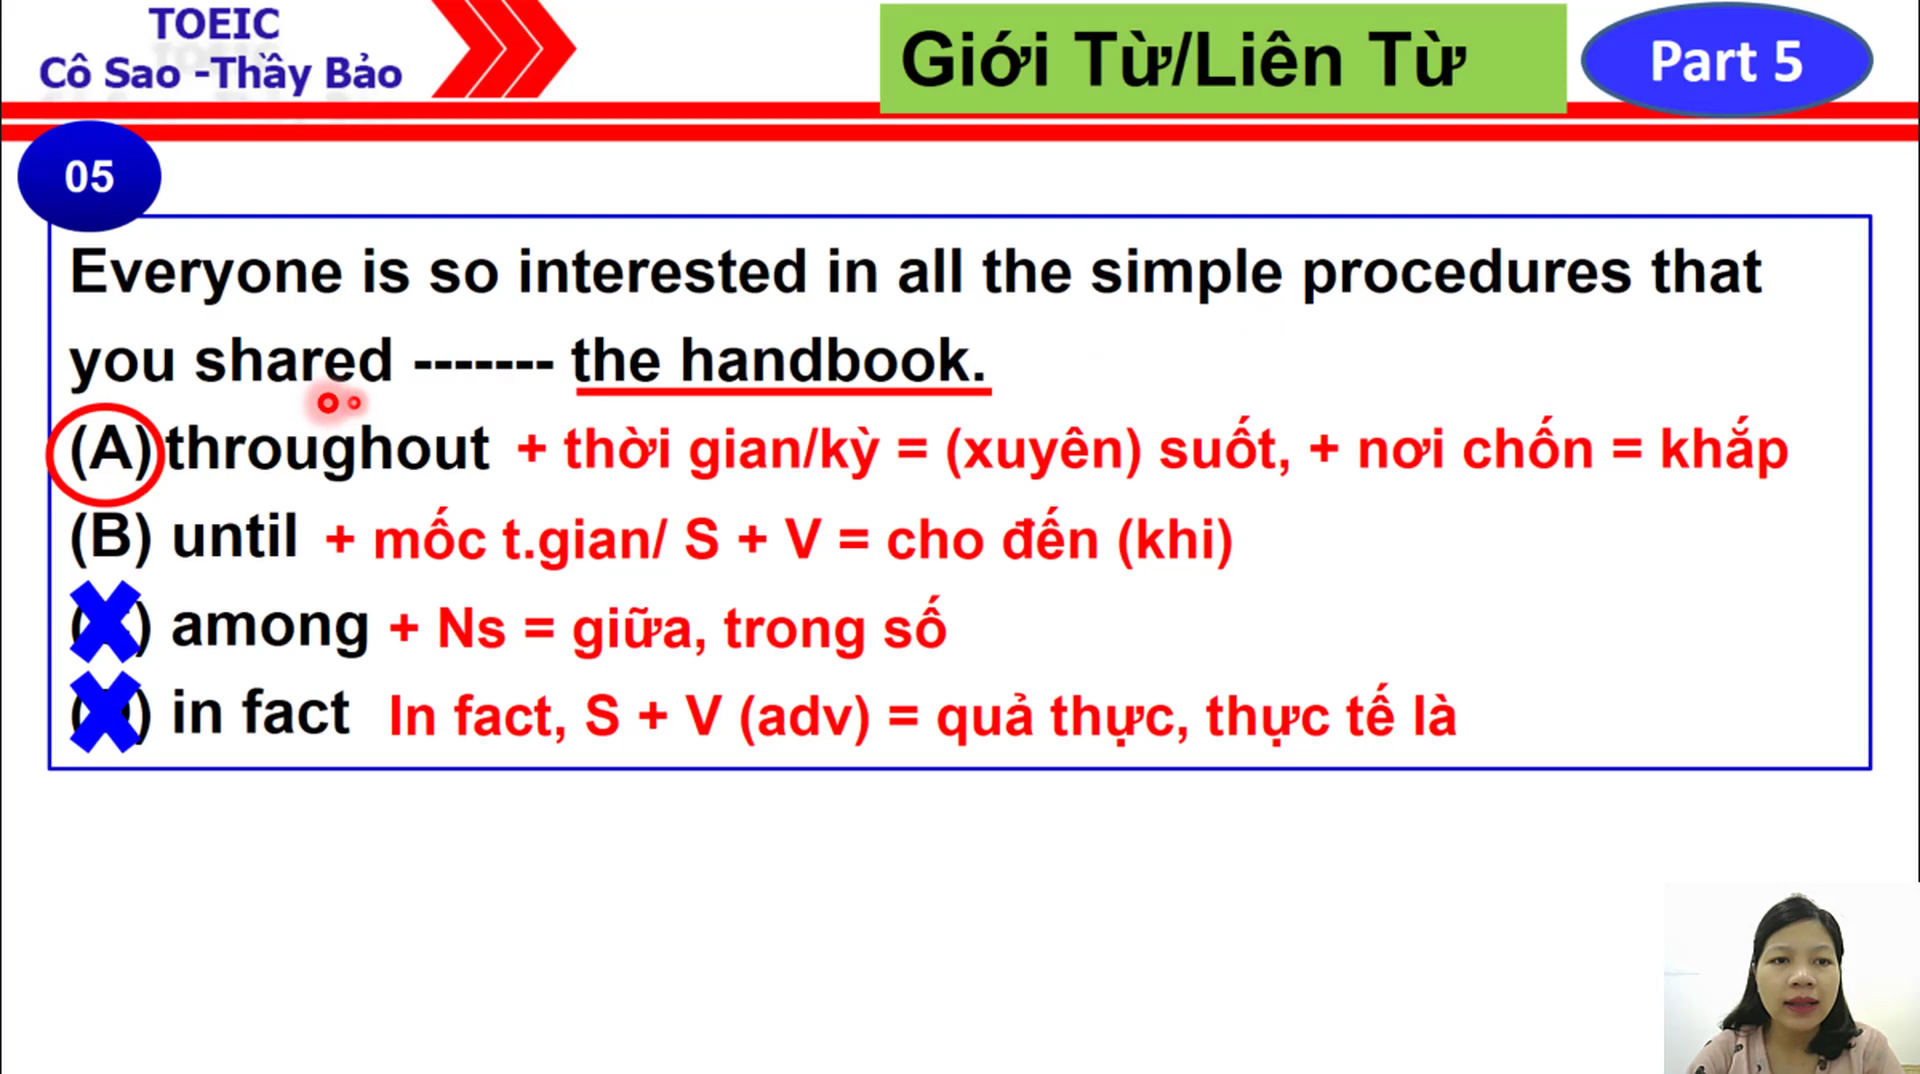 TOEIC
Cô Sao -Thầy Bảo
Giới Từ/Liên Từ
Part 5
05
Everyone is so interested in all the simple procedures that
you shared ------- the handbook.
(A) throughout + thời gian/kỳ = (xuyên) suốt, + nơi chốn = khắp
(B) until + mốc t.gian/ S + V = cho đến (khi)
) among + Ns = giữa, trong số
) in fact In fact, S + V (adv) = quả thực, thực tế là